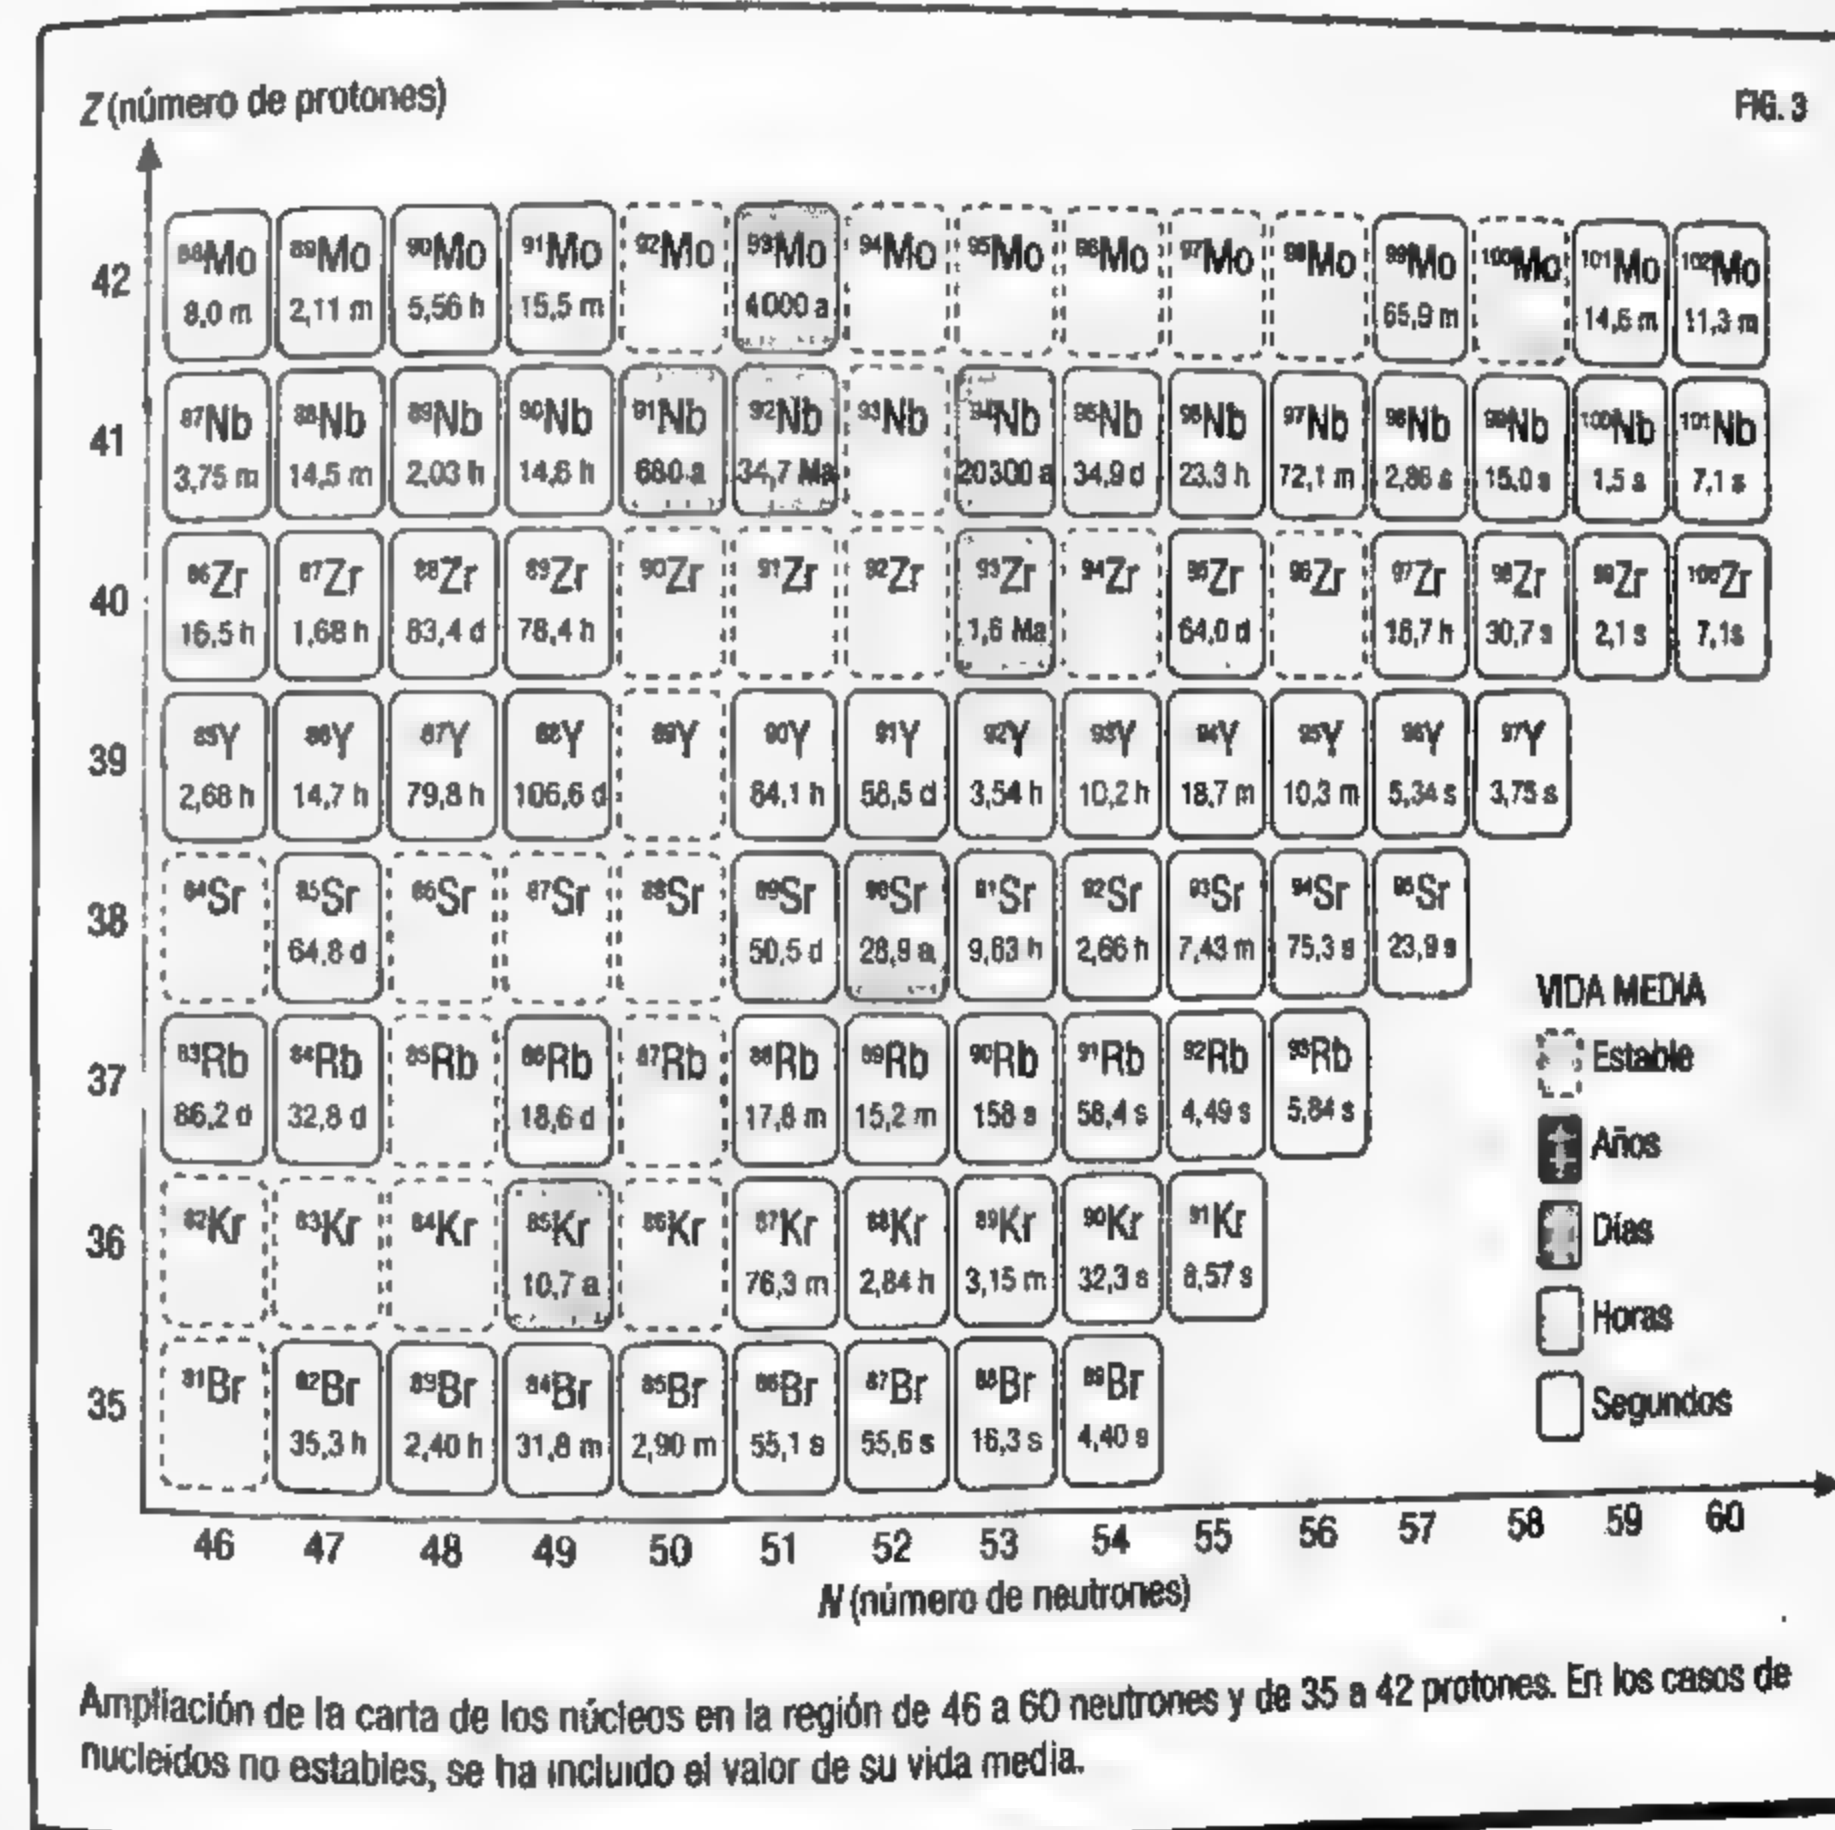 Z (número de protones)
FIG. 3
42
88Mo 89Mo 90Mo 91Mo 92Mo 93Mo 94Mo 95Mo 96Mo 97Mo 98Mo 99Mo 100Mo 101Mo 102Mo
8,0 m 2,11 m 5,56 h 15,5 m 4000 a 65,9 m 14,6 m 11,3 m
41
87Nb 88Nb 89Nb 90Nb 91Nb 92Nb 93Nb 94Nb 95Nb 96Nb 97Nb 98Nb 99Nb 100Nb 101Nb
3,75 m 14,5 m 2,03 h 14,6 h 680 a 34,7 Ma 20300 a 34,9 d 23,3 h 72,1 m 2,86 s 15,0 s 1,5 s 7,1 s
40
86Zr 87Zr 88Zr 89Zr 90Zr 91Zr 92Zr 93Zr 94Zr 95Zr 96Zr 97Zr 98Zr 99Zr 100Zr
16,5 h 1,68 h 83,4 d 78,4 h 1,6 Ma 64,0 d 16,7 h 30,7 s 2,1 s 7,1s
39
85Y 86Y 87Y 88Y 89Y 90Y 91Y 92Y 93Y 94Y 95Y 96Y 97Y
2,68 h 14,7 h 79,8 h 106,6 d 64,1 h 58,5 d 3,54 h 10,2 h 18,7 m 10,3 m 5,34 s 3,75 s
38
84Sr 85Sr 86Sr 87Sr 88Sr 89Sr 90Sr 91Sr 92Sr 93Sr 94Sr 95Sr
64,8 d 50,5 d 28,9 a 9,63 h 2,66 h 7,43 m 75,3 s 23,9 s
37
83Rb 84Rb 85Rb 86Rb 87Rb 88Rb 89Rb 90Rb 91Rb 92Rb 93Rb
86,2 d 32,8 d 18,6 d 17,8 m 15,2 m 158 s 58,4 s 4,49 s 5,84 s
36
82Kr 83Kr 84Kr 85Kr 86Kr 87Kr 88Kr 89Kr 90Kr 91Kr
10,7 a 76,3 m 2,84 h 3,15 m 32,3 s 8,57 s
35
81Br 82Br 83Br 84Br 85Br 86Br 87Br 88Br 89Br
35,3 h 2,40 h 31,8 m 2,90 m 55,1 s 55,6 s 16,3 s 4,40 s
VIDA MEDIA
Estable
Años
Días
Horas
Segundos
46 47 48 49 50 51 52 53 54 55 56 57 58 59 60
N (número de neutrones)
Ampliación de la carta de los núcleos en la región de 46 a 60 neutrones y de 35 a 42 protones. En los casos de
nucleidos no estables, se ha incluido el valor de su vida media.